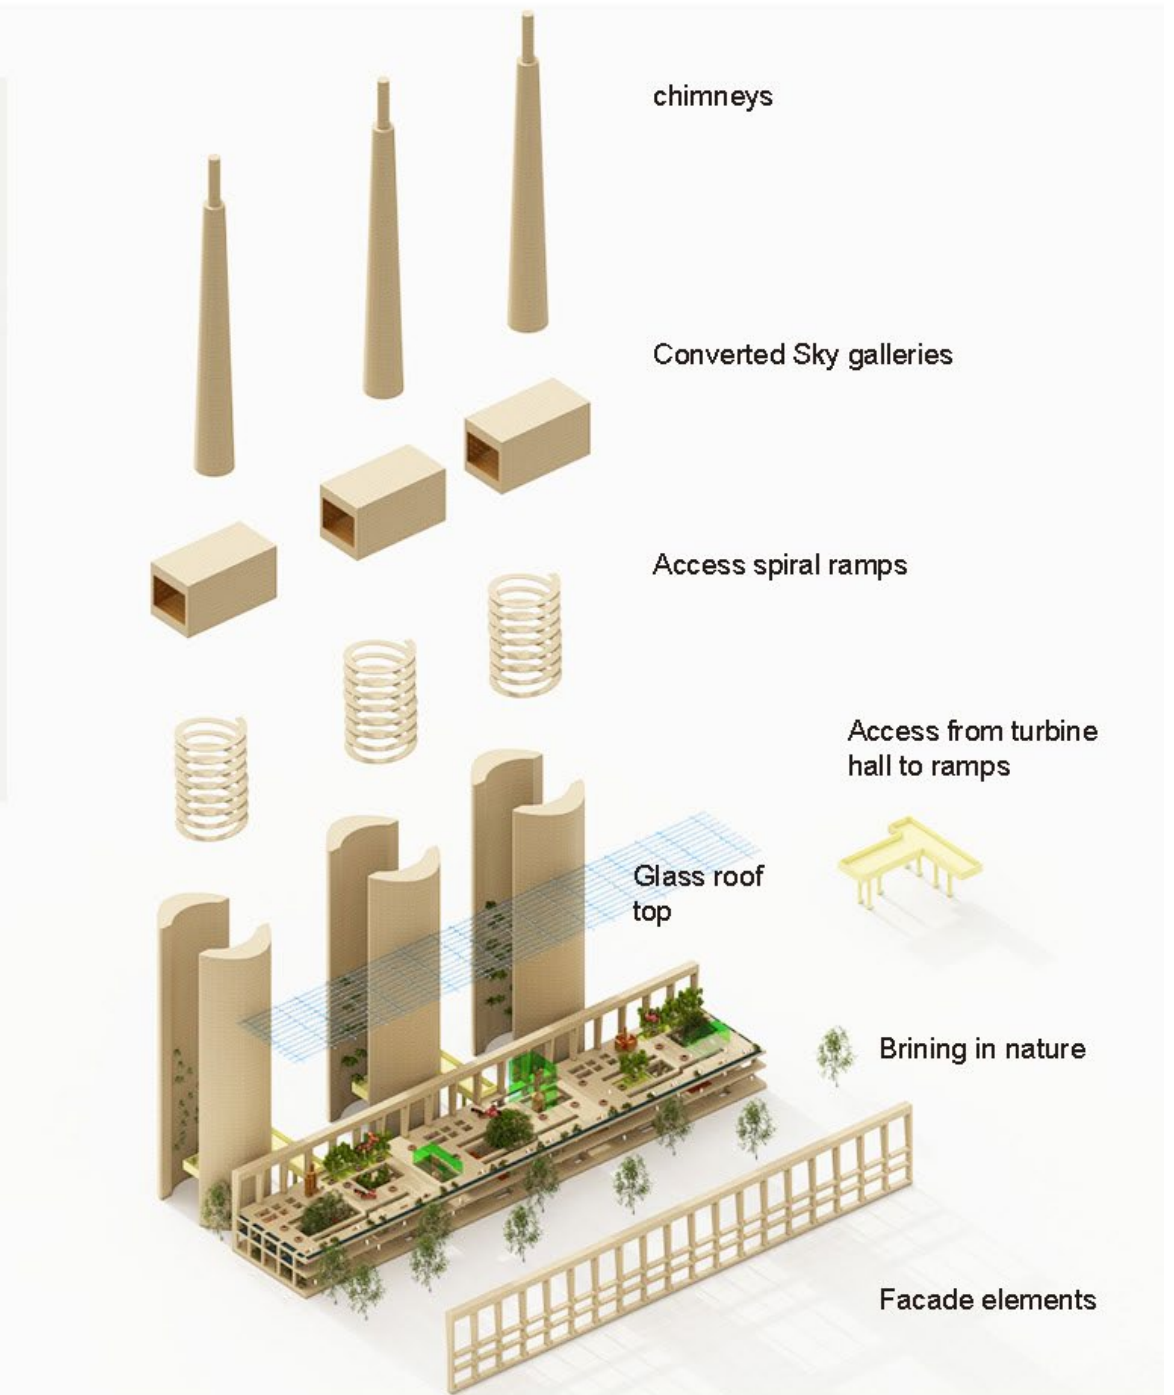 chimneys
Converted Sky galleries
Access spiral ramps
Access from turbine
hall to ramps
Glass roof
top
Brining in nature
Facade elements